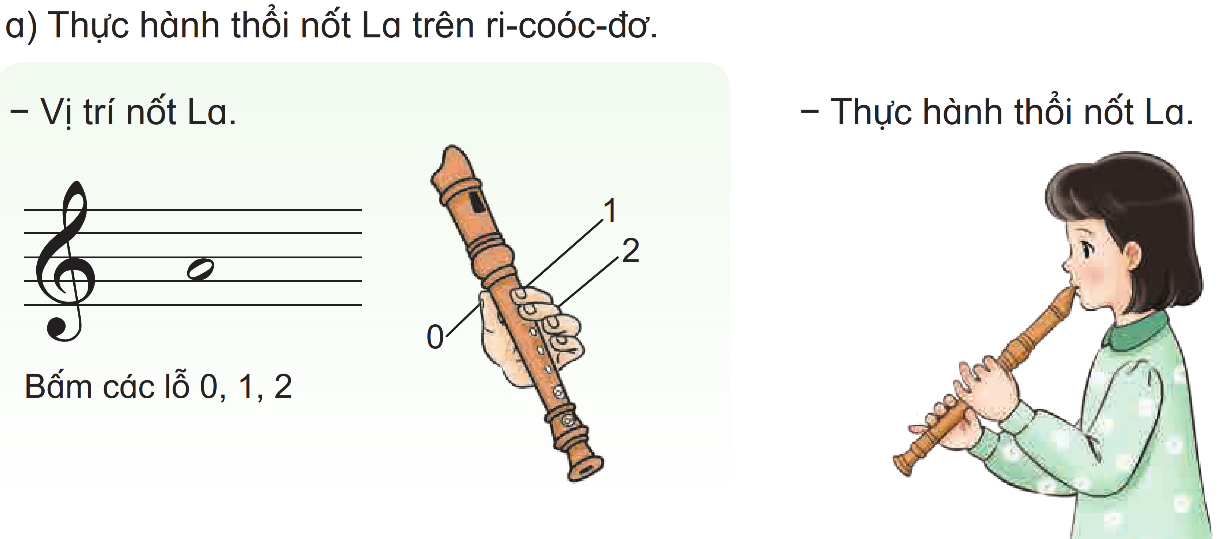 a) Thực hành thổi nốt La trên ri-coóc-đơ.
– Vị trí nốt La.
1
2
0
Bấm các lỗ 0, 1, 2
– Thực hành thổi nốt La.